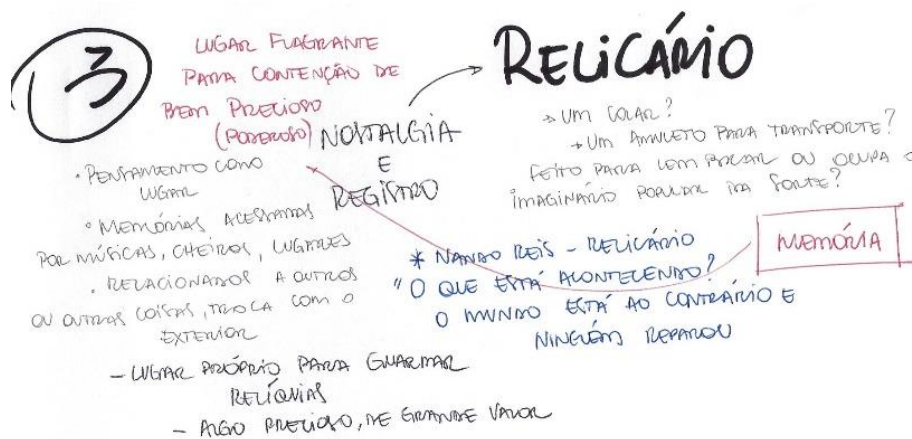 3
LUGAR FLAGRANTE
PARA CONTENÇÃO DE
BEM PRECIOSO
(PODEROSO)
NOSTALGIA
E
REGISTRO
RELICÁRIO
→ UM COLAR?
→ UM AMULETO PARA TRANSPORTE?
FEITO PARA LEMBRAR OU OCUPA O
IMAGINÁRIO POPULAR DA SORTE?
• PENSAMENTO COMO
LUGAR
• MEMÓRIAS ACESSADAS
POR MÚSICAS, CHEIROS, LUGARES
• RELACIONADOS A OUTROS
OU OUTRAS COISAS, TROCA COM O
EXTERIOR
MEMÓRIA
* NANDO REIS - RELICÁRIO
"O QUE ESTÁ ACONTECENDO?
O MUNDO ESTÁ AO CONTRÁRIO E
NINGUÉM REPAROU
- LUGAR PRÓPRIO PARA GUARDAR
RELÍQUIAS
- ALGO PRECIOSO, DE GRANDE VALOR